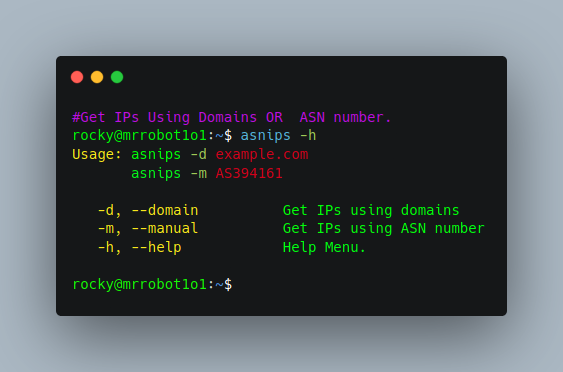 #Get IPs Using Domains OR  ASN number.
rocky@mrrobot1o1:~$ asnips -h
Usage: asnips -d example.com
       asnips -m AS394161
   -d, --domain          Get IPs using domains
   -m, --manual          Get IPs using ASN number
   -h, --help            Help Menu.
rocky@mrrobot1o1:~$